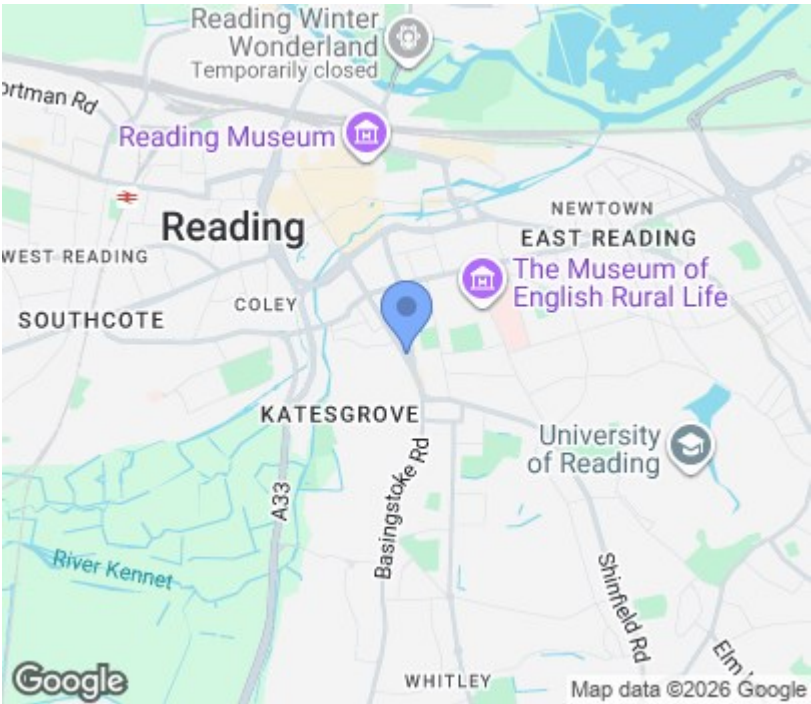 Reading Winter
Wonderland
Temporarily closed
ortman Rd
Reading Museum
NEWTOWN
Reading
EAST READING
WEST READING
The Museum of
English Rural Life
COLEY
SOUTHCOTE
KATESGROVE
University
of Reading
Basingstoke Rd
A33
River Kennet
Shinfield Rd
Elm
WHITLEY
Google
Map data ©2026 Google